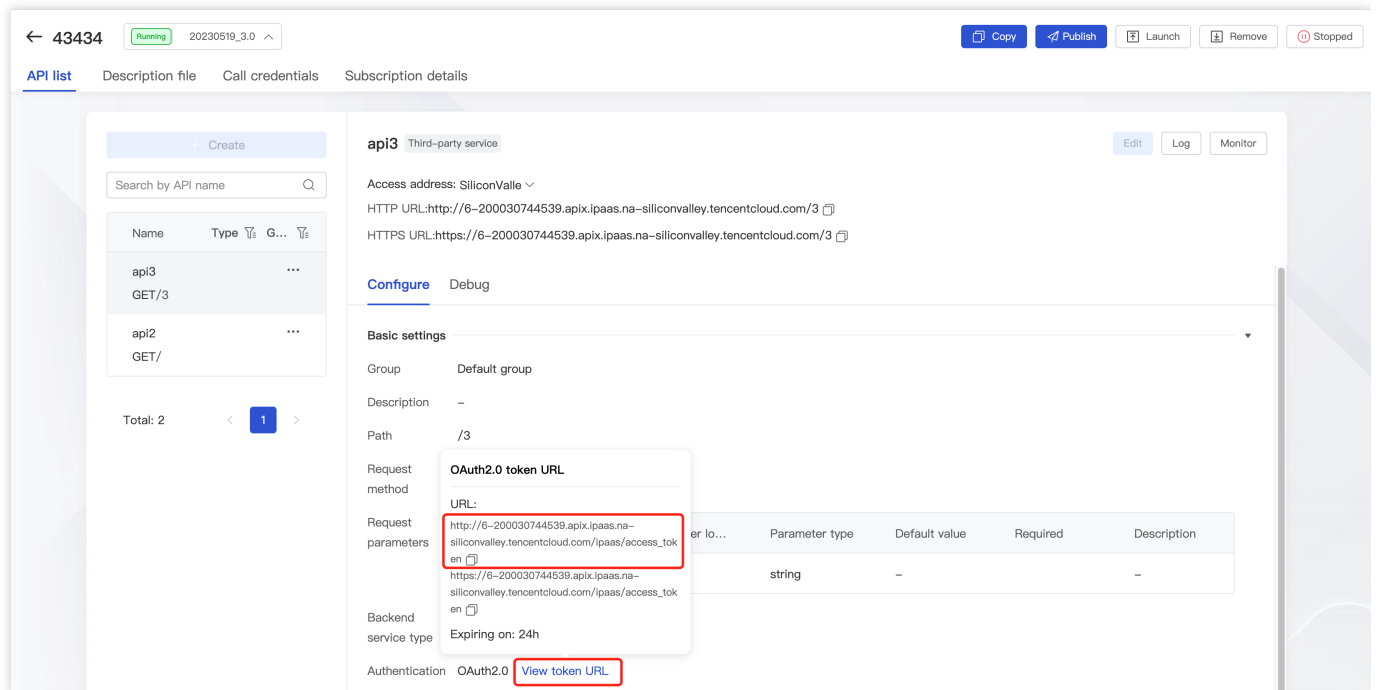 43434 Running 20230519_3.0 Copy Publish Launch Remove Stopped
API list Description file Call credentials Subscription details
Create
Search by API name
Name Type G...
api3
GET/3
api2
GET/
Total: 2 1
api3 Third-party service Edit Log Monitor
Access address: SiliconValle
HTTP URL:http://6-200030744539.apix.ipaas.na-siliconvalley.tencentcloud.com/3
HTTPS URL:https://6-200030744539.apix.ipaas.na-siliconvalley.tencentcloud.com/3
Configure Debug
Basic settings
Group Default group
Description –
Path /3
Request
method
Request
parameters
er lo... Parameter type Default value Required Description
string – –
OAuth2.0 token URL
URL:
http://6-200030744539.apix.ipaas.na-
siliconvalley.tencentcloud.com/ipaas/access_tok
en
https://6-200030744539.apix.ipaas.na-
siliconvalley.tencentcloud.com/ipaas/access_tok
en
Expiring on: 24h
Backend
service type
Authentication OAuth2.0 View token URL